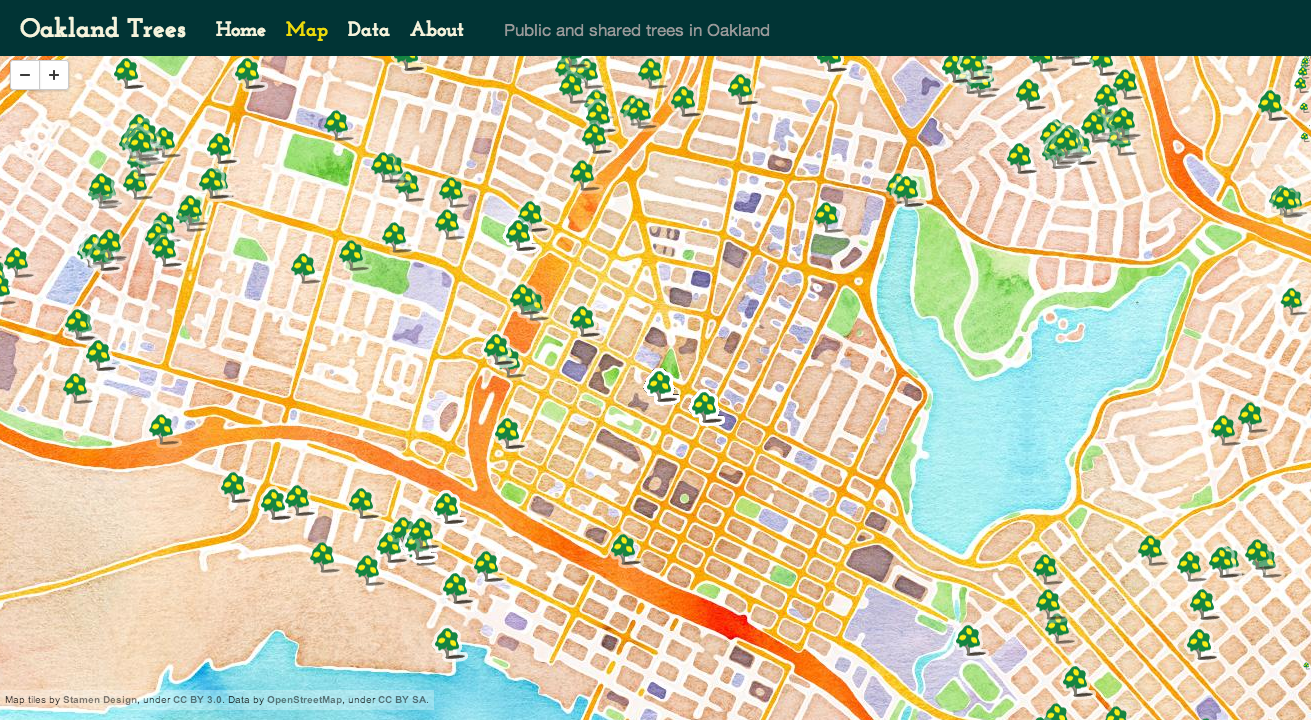 Oakland Trees Home Map Data About Public and shared trees in Oakland
− +
Map tiles by Stamen Design, under CC BY 3.0. Data by OpenStreetMap, under CC BY SA.